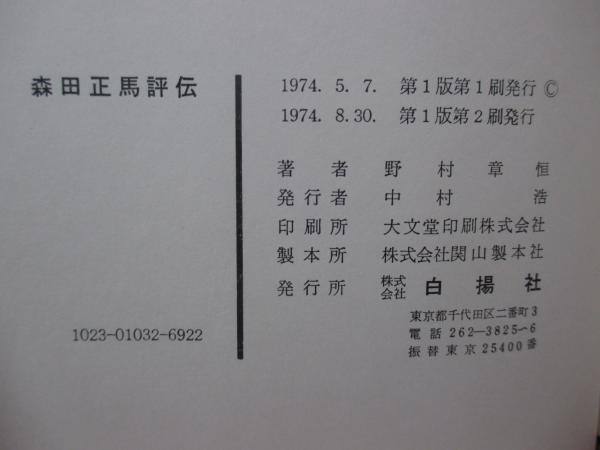 森田正馬評伝
1974. 5. 7. 第1版第1刷発行 ©
1974. 8.30. 第1版第2刷発行
著者 野村章恒
発行者 中村浩
印刷所 大文堂印刷株式会社
製本所 株式会社関山製本社
発行所 株式会社 白揚社
東京都千代田区二番町3
電話 262―3825~6
振替東京25400番
1023-01032-6922